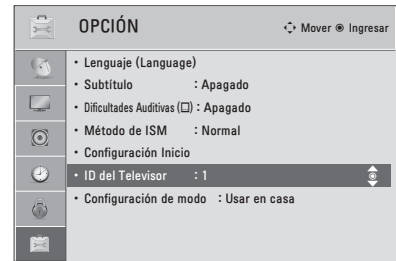 OPCIÓN
Mover Ingresar
• Lenguaje (Language)
• Subtítulo : Apagado
• Dificultades Auditivas (☐) : Apagado
• Método de ISM : Normal
• Configuración Inicio
• ID del Televisor : 1
• Configuración de modo : Usar en casa